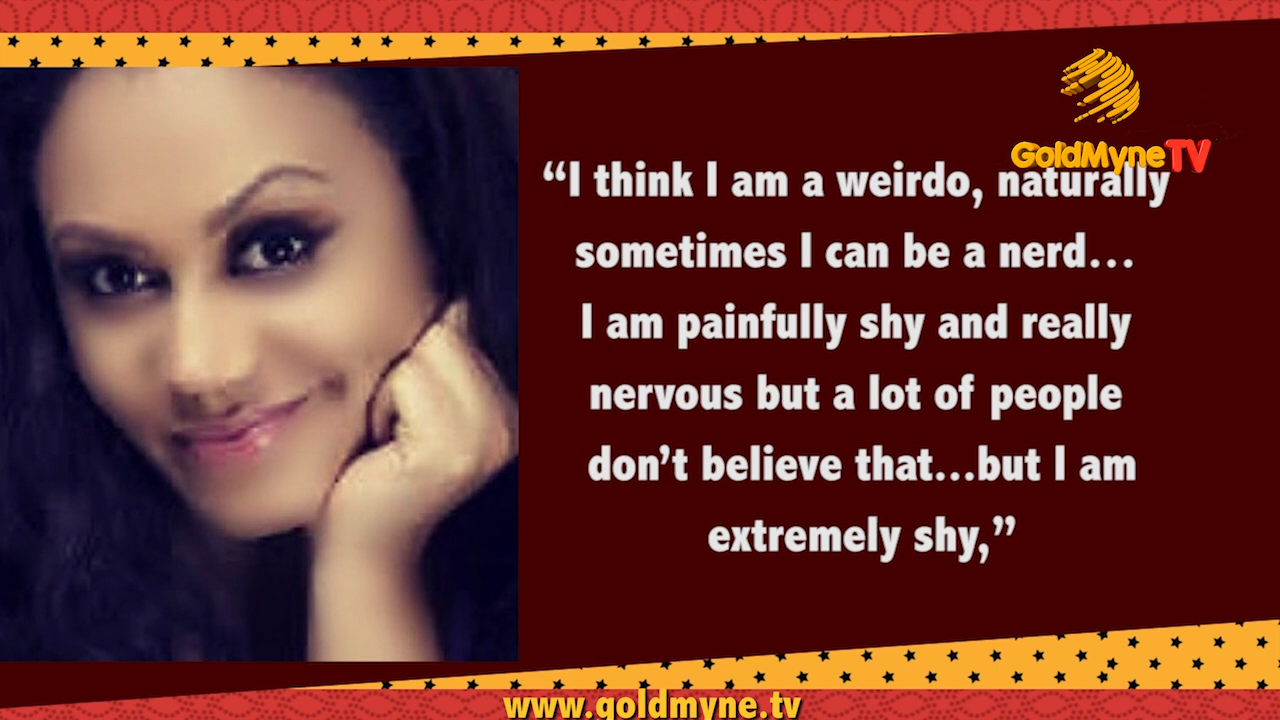 GoldMyneTV
“I think I am a weirdo, naturally
sometimes I can be a nerd...
I am painfully shy and really
nervous but a lot of people
don’t believe that...but I am
extremely shy,”
www.goldmyne.tv